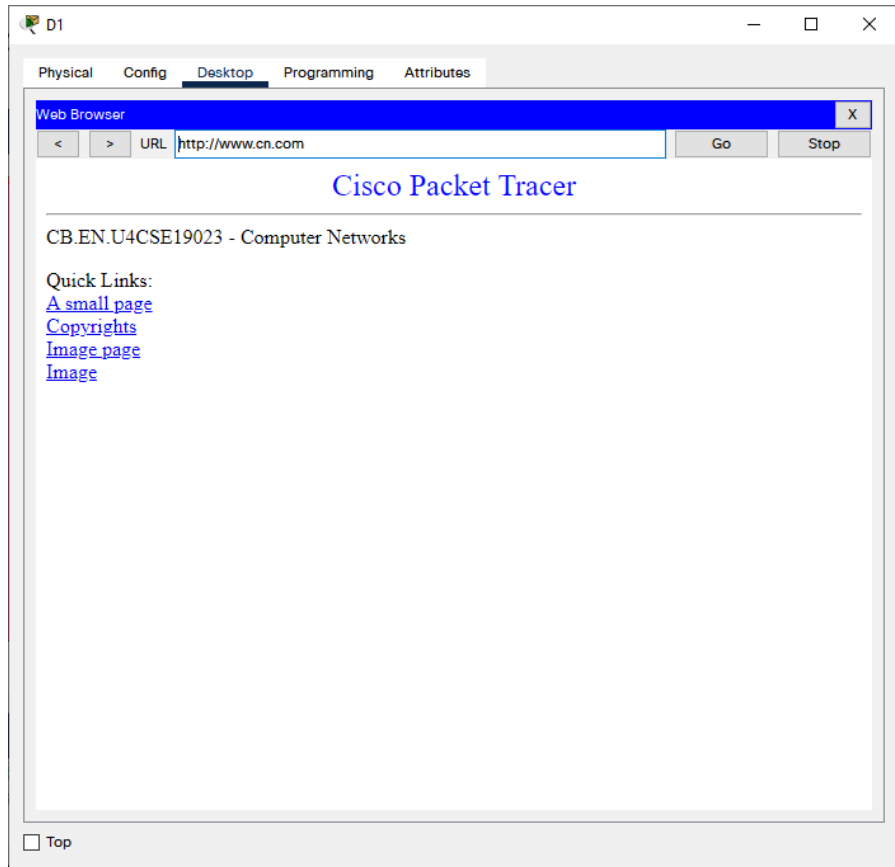 D1
Physical Config Desktop Programming Attributes
Web Browser X
< > URL http://www.cn.com Go Stop
Cisco Packet Tracer
CB.EN.U4CSE19023 - Computer Networks
Quick Links:
A small page
Copyrights
Image page
Image
Top